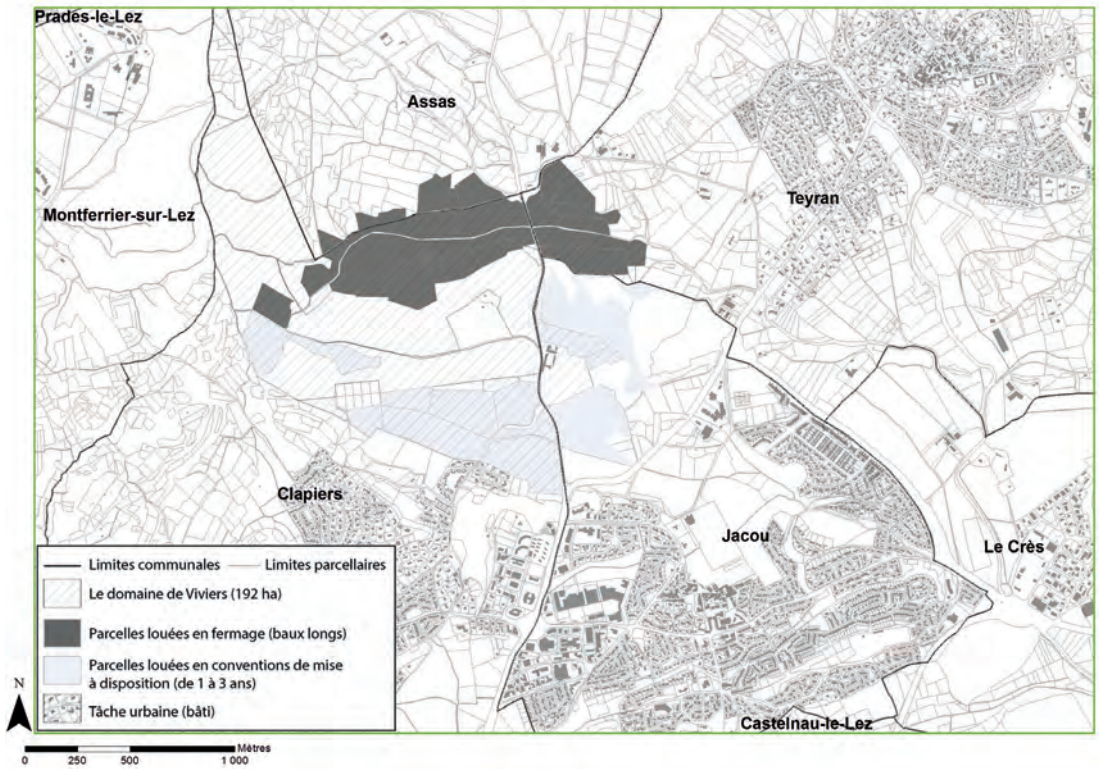 Prades-le-Lez
Assas
Teyran
Montferrier-sur-Lez
Clapiers
Jacou
Le Crès
Castelnau-le-Lez
Limites communales
Limites parcellaires
Le domaine de Viviers (192 ha)
Parcelles louées en fermage (baux longs)
Parcelles louées en conventions de mise
à disposition (de 1 à 3 ans)
Tâche urbaine (bâti)
N
Mètres
0 250 500 1 000